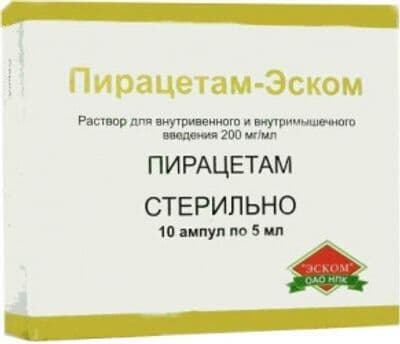 Пирацетам-Эском
Раствор для внутривенного и внутримышечного
введения 200 мг/мл
ПИРАЦЕТАМ
СТЕРИЛЬНО
10 ампул по 5 мл
"ЭСКОМ"
ОАО НПК